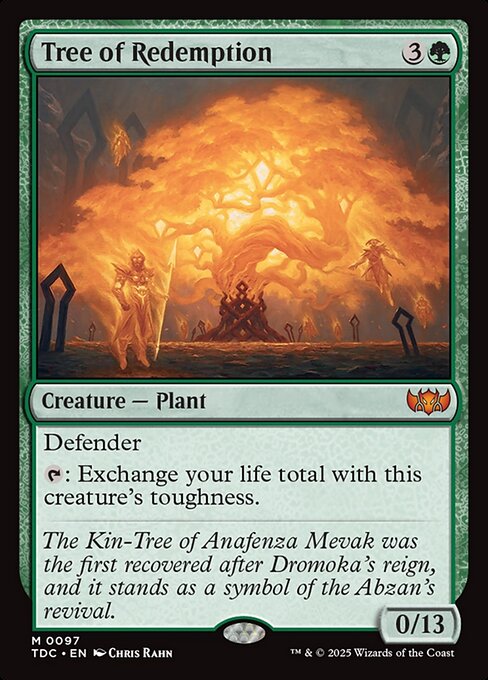 Tree of Redemption 3
Creature — Plant
Defender
: Exchange your life total with this
creature's toughness.
The Kin-Tree of Anafenza Mevak was
the first recovered after Dromoka's reign,
and it stands as a symbol of the Abzan's
revival.
0/13
M 0097
TDC • EN Chris Rahn
™ & © 2025 Wizards of the Coast